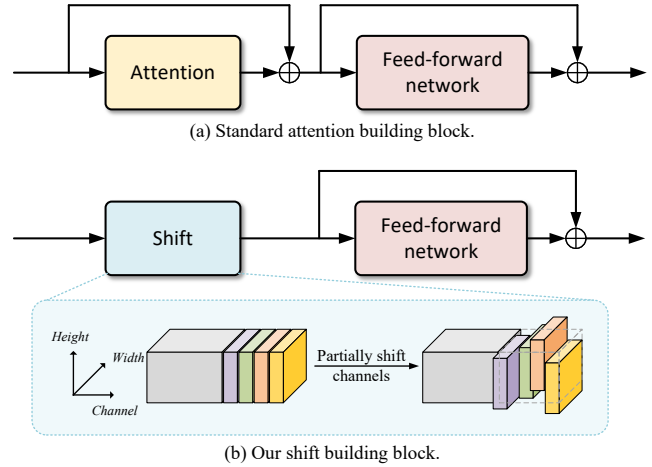 Attention
Feed-forward
network
(a) Standard attention building block.
Shift
Feed-forward
network
Height
Width
Channel
Partially shift
channels
(b) Our shift building block.